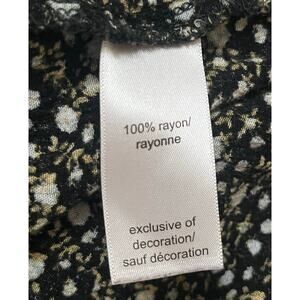 100% rayon/
rayonne
exclusive of
decoration/
sauf décoration